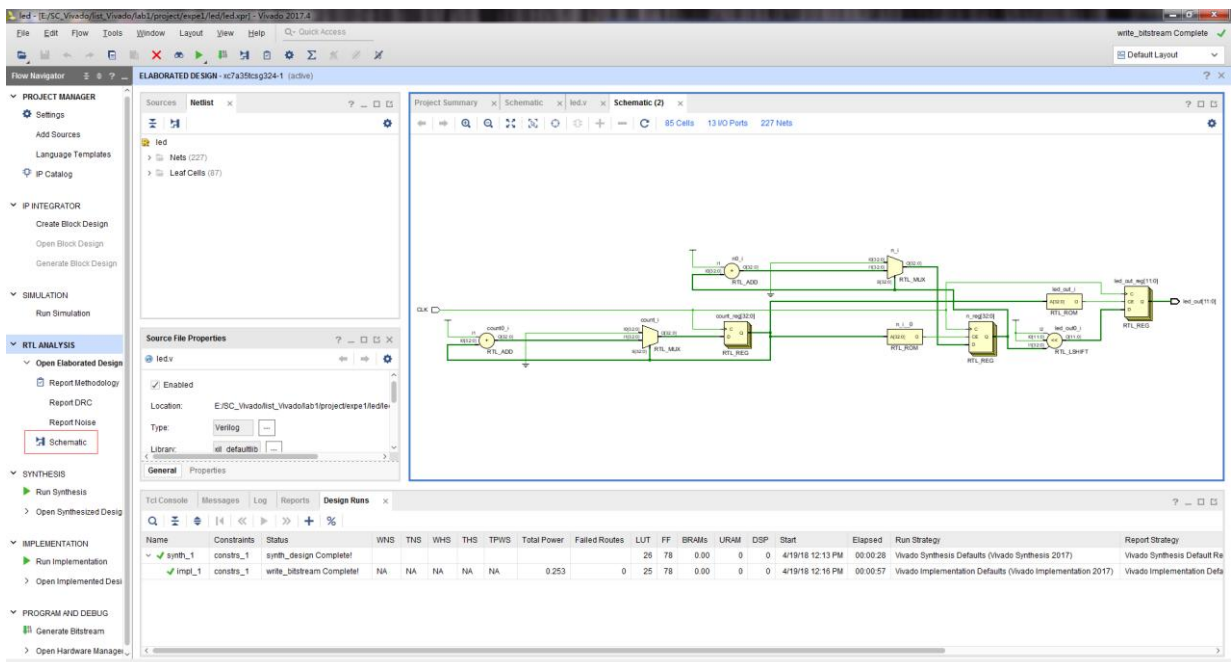 led - [E:/SC_Vivado/list_Vivado/lab1/project/expe1/led/led.xpr] - Vivado 2017.4
File Edit Flow Tools Window Layout View Help Quick Access
write_bitstream Complete
Default Layout
Flow Navigator
PROJECT MANAGER
Settings
Add Sources
Language Templates
IP Catalog
IP INTEGRATOR
Create Block Design
Open Block Design
Generate Block Design
SIMULATION
Run Simulation
RTL ANALYSIS
Open Elaborated Design
Report Methodology
Report DRC
Report Noise
Schematic
SYNTHESIS
Run Synthesis
Open Synthesized Desig
IMPLEMENTATION
Run Implementation
Open Implemented Desi
PROGRAM AND DEBUG
Generate Bitstream
Open Hardware Manager
ELABORATED DESIGN - xc7a35tcsg324-1 (active)
Sources Netlist
led
Nets (227)
Leaf Cells (87)
Source File Properties
led.v
Enabled
Location: E:/SC_Vivado/list_Vivado/lab1/project/expe1/led/led
Type: Verilog
Library: xil_defaultlib
General Properties
Project Summary Schematic led.v Schematic (2)
85 Cells 13 I/O Ports 227 Nets
CLK
n0_i
RTL_ADD
n_i
RTL_MUX
count0_i
RTL_ADD
count_i
RTL_MUX
count_reg[32:0]
RTL_REG
n_i__0
RTL_ROM
n_reg[32:0]
RTL_REG
led_out_i
RTL_ROM
led_out0_i
RTL_LSHIFT
led_out_reg[11:0]
RTL_REG
led_out[11:0]
Tcl Console Messages Log Reports Design Runs
Name Constraints Status WNS TNS WHS THS TPWS Total Power Failed Routes LUT FF BRAMs URAM DSP Start Elapsed Run Strategy Report Strategy
synth_1 constrs_1 synth_design Complete! 26 78 0.00 0 0 4/19/18 12:13 PM 00:00:28 Vivado Synthesis Defaults (Vivado Synthesis 2017) Vivado Synthesis Default Re
impl_1 constrs_1 write_bitstream Complete! NA NA NA NA NA 0.253 0 25 78 0.00 0 0 4/19/18 12:16 PM 00:00:57 Vivado Implementation Defaults (Vivado Implementation 2017) Vivado Implementation Defa